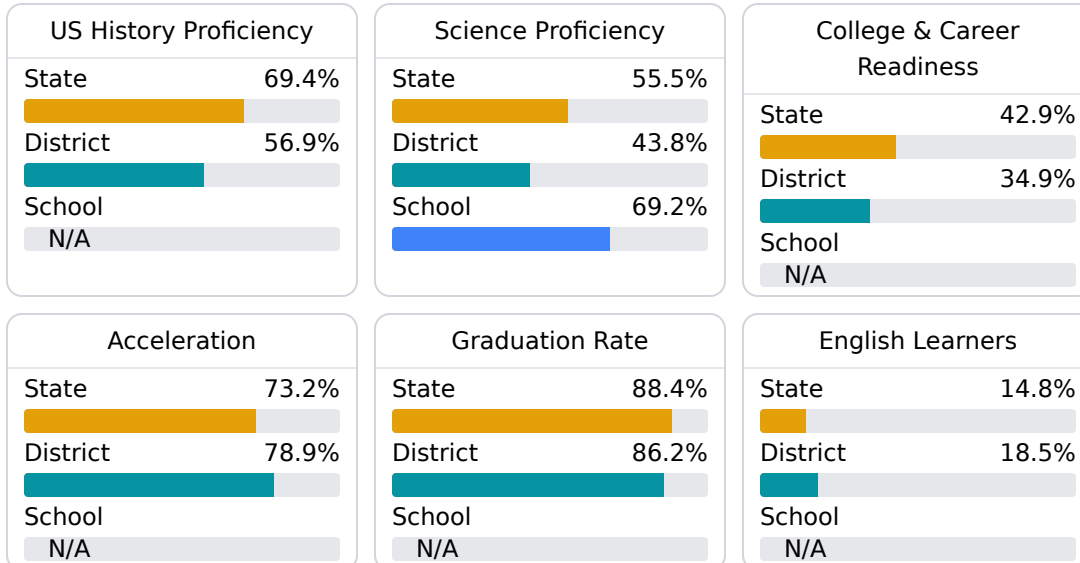 US History Proficiency
State 69.4%
District 56.9%
School
N/A
Science Proficiency
State 55.5%
District 43.8%
School 69.2%
College & Career
Readiness
State 42.9%
District 34.9%
School
N/A
Acceleration
State 73.2%
District 78.9%
School
N/A
Graduation Rate
State 88.4%
District 86.2%
School
N/A
English Learners
State 14.8%
District 18.5%
School
N/A